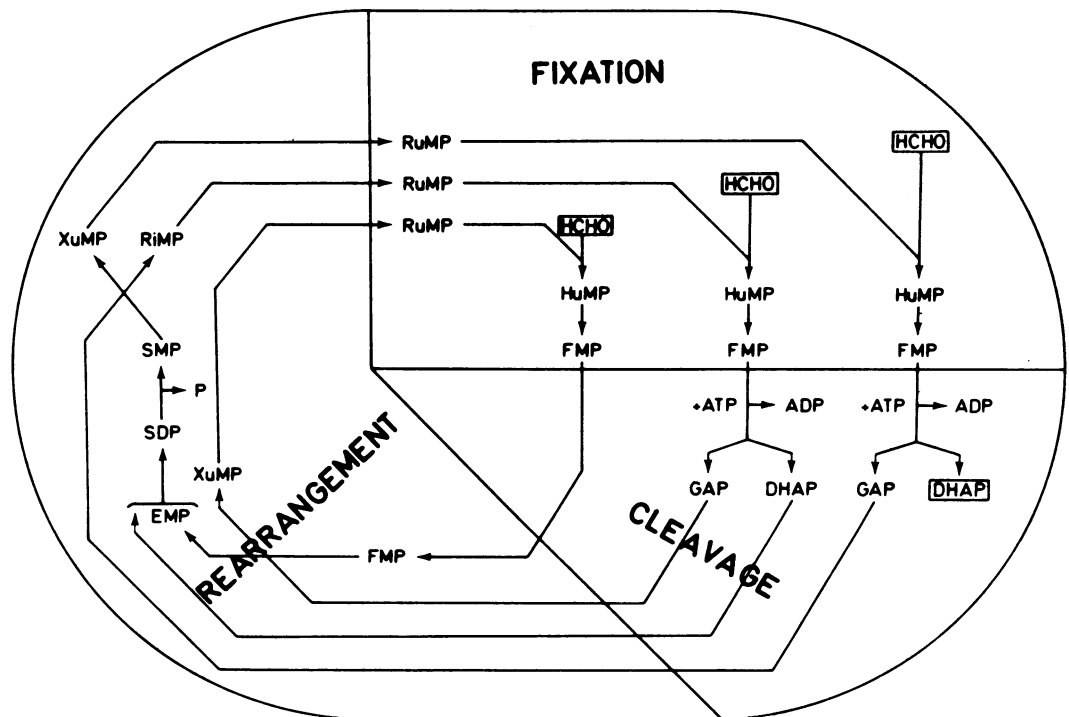 FIXATION
RuMP
HCHO
RuMP
HCHO
RuMP
HCHO
XuMP
RiMP
HuMP
HuMP
HuMP
SMP
FMP
FMP
FMP
P
+ATP
ADP
+ATP
ADP
SDP
XuMP
GAP
DHAP
GAP
DHAP
EMP
REARRANGEMENT
CLEAVAGE
FMP